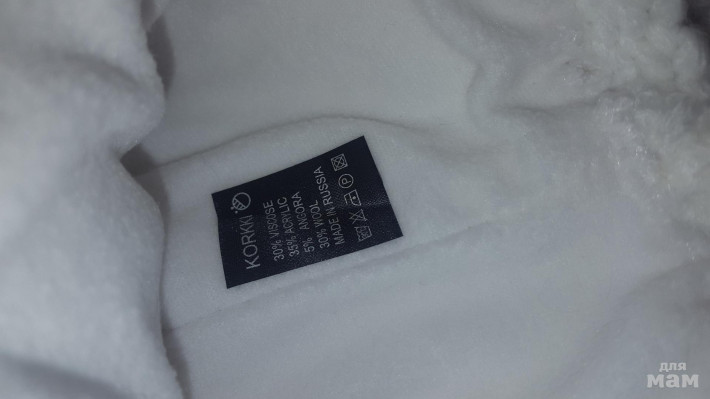 KORKKI
30% VISCOSE
35% ACRYLIC
5% ANGORA
30% WOOL
MADE IN RUSSIA
P
для
мам